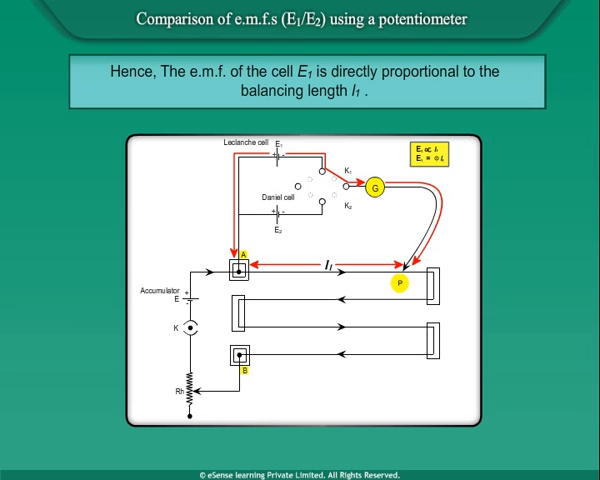 Comparison of e.m.f.s (E₁/E₂) using a potentiometer
Hence, The e.m.f. of the cell E₁ is directly proportional to the
balancing length l₁ .
Leclanche cell E₁
+ -
K₁
G
Daniel cell
+ -
K₂
E₂
E₁ ∝ l₁
A
l₁
P
Accumulator +
E
-
K
B
Rh
© eSense learning Private Limited. All Rights Reserved.